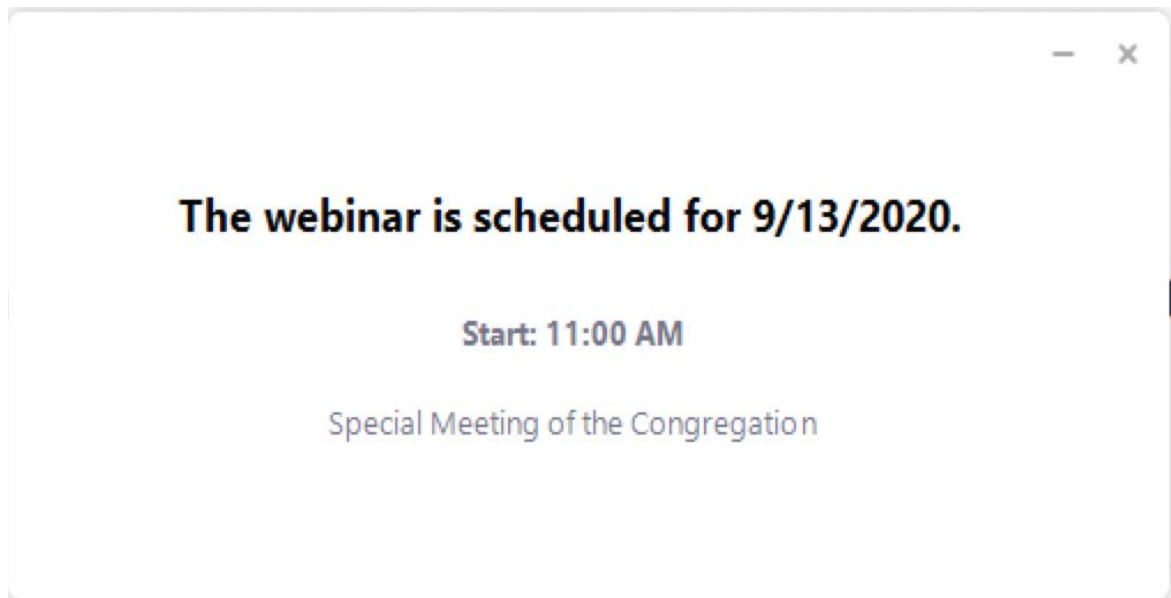 The webinar is scheduled for 9/13/2020.
Start: 11:00 AM
Special Meeting of the Congregation